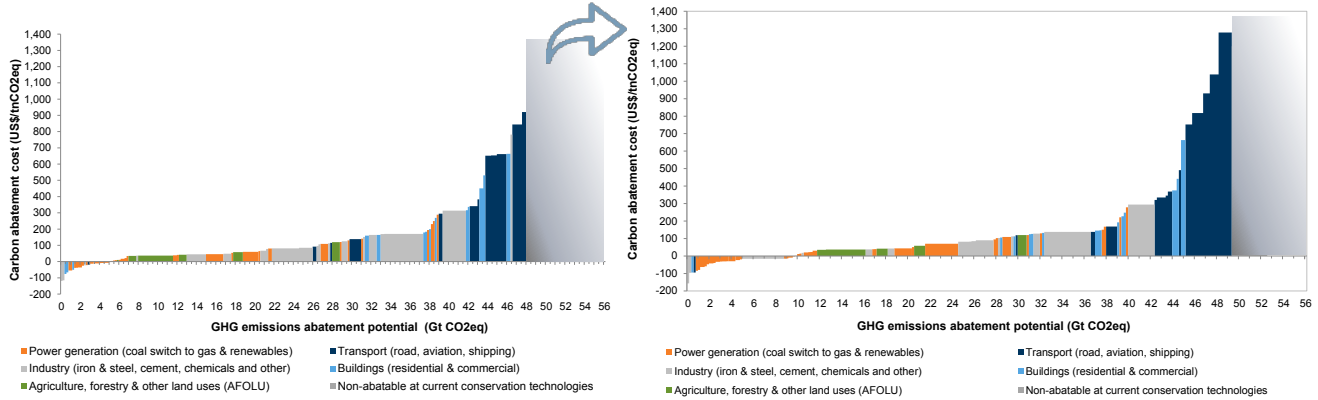 1,400
1,300
1,200
1,100
1,000
900
800
700
600
500
400
300
200
100
0
-100
-200
Carbon abatement cost (US$/tnCO2eq)
0 2 4 6 8 10 12 14 16 18 20 22 24 26 28 30 32 34 36 38 40 42 44 46 48 50 52 54 56
GHG emissions abatement potential (Gt CO2eq)
Power generation (coal switch to gas & renewables)
Transport (road, aviation, shipping)
Industry (iron & steel, cement, chemicals and other)
Buildings (residential & commercial)
Agriculture, forestry & other land uses (AFOLU)
Non-abatable at current conservation technologies
1,400
1,300
1,200
1,100
1,000
900
800
700
600
500
400
300
200
100
0
-100
-200
Carbon abatement cost (US$/tnCO2eq)
0 2 4 6 8 10 12 14 16 18 20 22 24 26 28 30 32 34 36 38 40 42 44 46 48 50 52 54 56
GHG emissions abatement potential (Gt CO2eq)
Power generation (coal switch to gas & renewables)
Transport (road, aviation, shipping)
Industry (iron & steel, cement, chemicals and other)
Buildings (residential & commercial)
Agriculture, forestry & other land uses (AFOLU)
Non-abatable at current conservation technologies